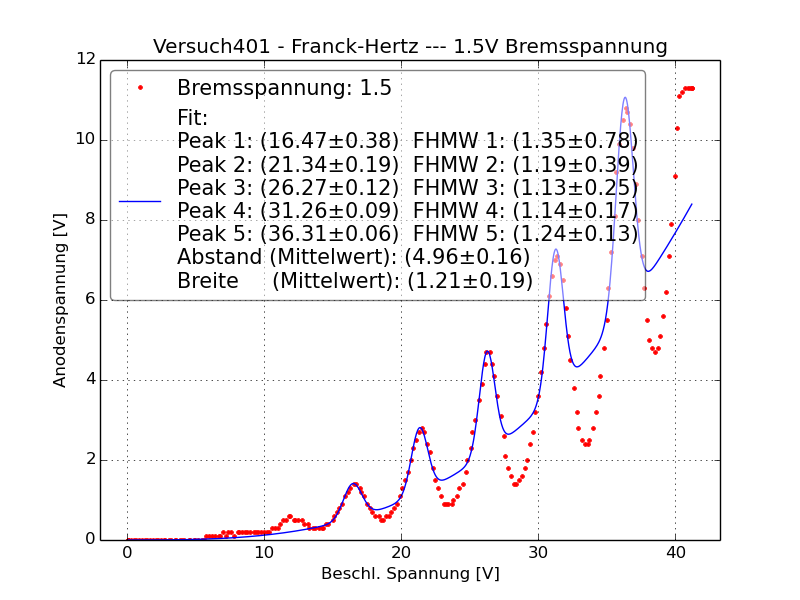 Versuch401 - Franck-Hertz --- 1.5V Bremsspannung
12
10
8
6
4
2
0
Anodenspannung [V]
Bremsspannung: 1.5
Fit:
Peak 1: (16.47±0.38)  FHMW 1: (1.35±0.78)
Peak 2: (21.34±0.19)  FHMW 2: (1.19±0.39)
Peak 3: (26.27±0.12)  FHMW 3: (1.13±0.25)
Peak 4: (31.26±0.09)  FHMW 4: (1.14±0.17)
Peak 5: (36.31±0.06)  FHMW 5: (1.24±0.13)
Abstand (Mittelwert): (4.96±0.16)
Breite     (Mittelwert): (1.21±0.19)
0 10 20 30 40
Beschl. Spannung [V]